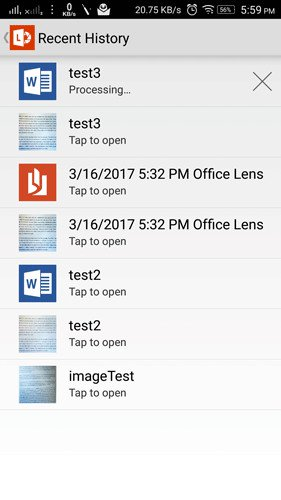 0 KB/s 20.75 KB/s 56% 5:59 PM
Recent History
test3
Processing...
test3
Tap to open
3/16/2017 5:32 PM Office Lens
Tap to open
3/16/2017 5:32 PM Office Lens
Tap to open
test2
Tap to open
test2
Tap to open
imageTest
Tap to open